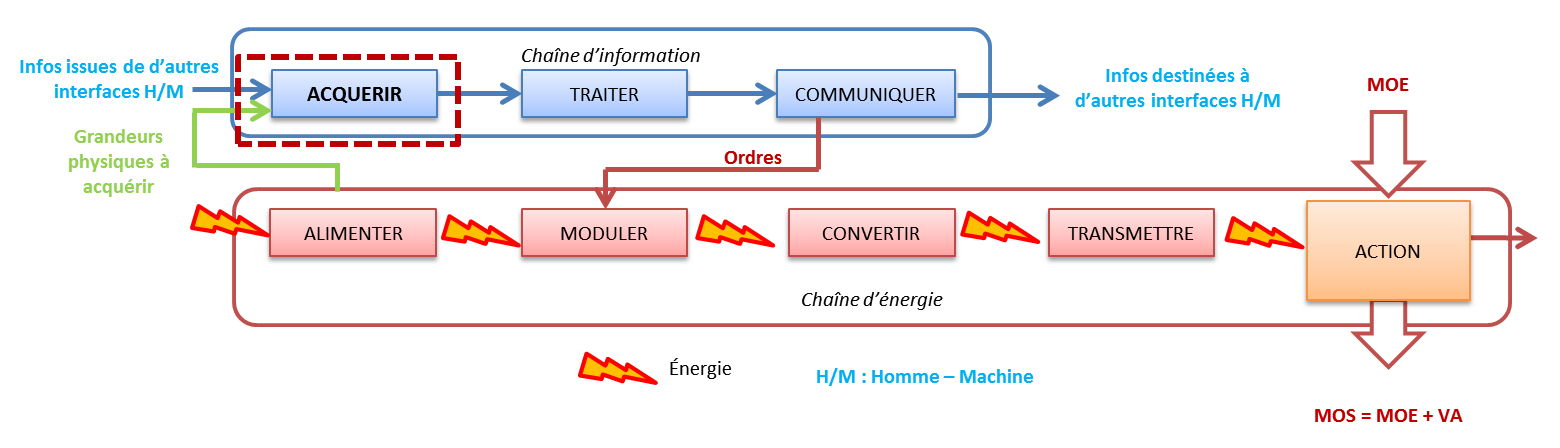 Chaîne d’information
Infos issues de d’autres
interfaces H/M
ACQUERIR
TRAITER
COMMUNIQUER
Infos destinées à
d’autres interfaces H/M
MOE
Grandeurs
physiques à
acquérir
Ordres
ALIMENTER
MODULER
CONVERTIR
TRANSMETTRE
ACTION
Chaîne d’énergie
Énergie
H/M : Homme – Machine
MOS = MOE + VA